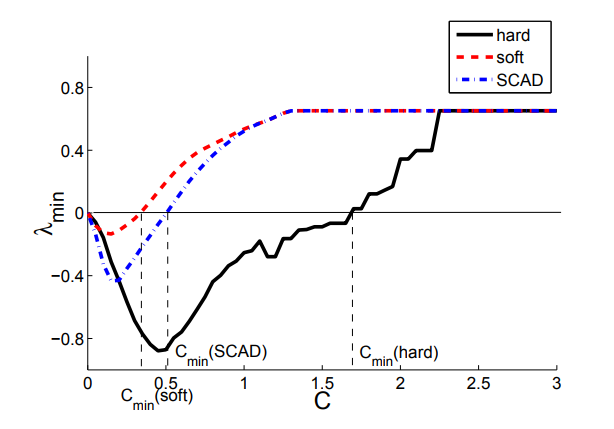 hard
soft
SCAD
0.8
0.4
0
−0.4
−0.8
λmin
Cmin(SCAD)
Cmin(hard)
0 0.5 1 1.5 2 2.5 3
Cmin(soft)
C